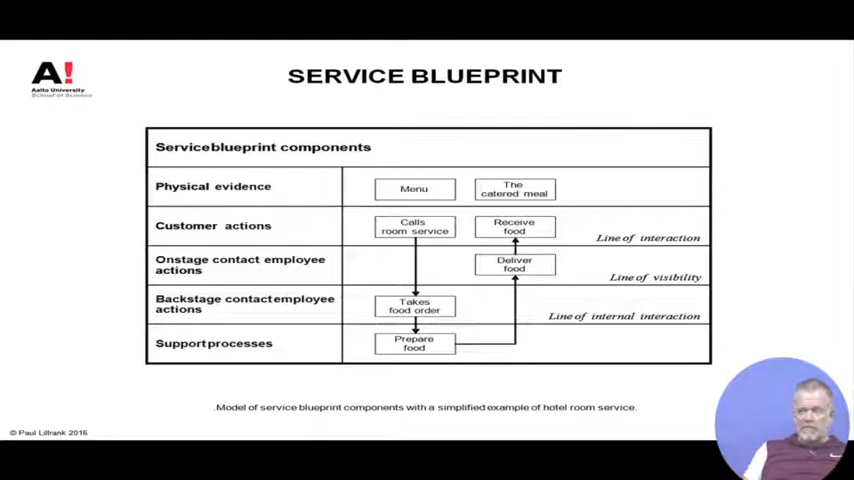 A!
Aalto University
School of Science
SERVICE BLUEPRINT
Service blueprint components
Physical evidence
Menu
The
catered meal
Customer actions
Calls
room service
Receive
food
Line of interaction
Onstage contact employee
actions
Deliver
food
Line of visibility
Backstage contact employee
actions
Takes
food order
Line of internal interaction
Support processes
Prepare
food
.Model of service blueprint components with a simplified example of hotel room service.
© Paul Lillrank 2016